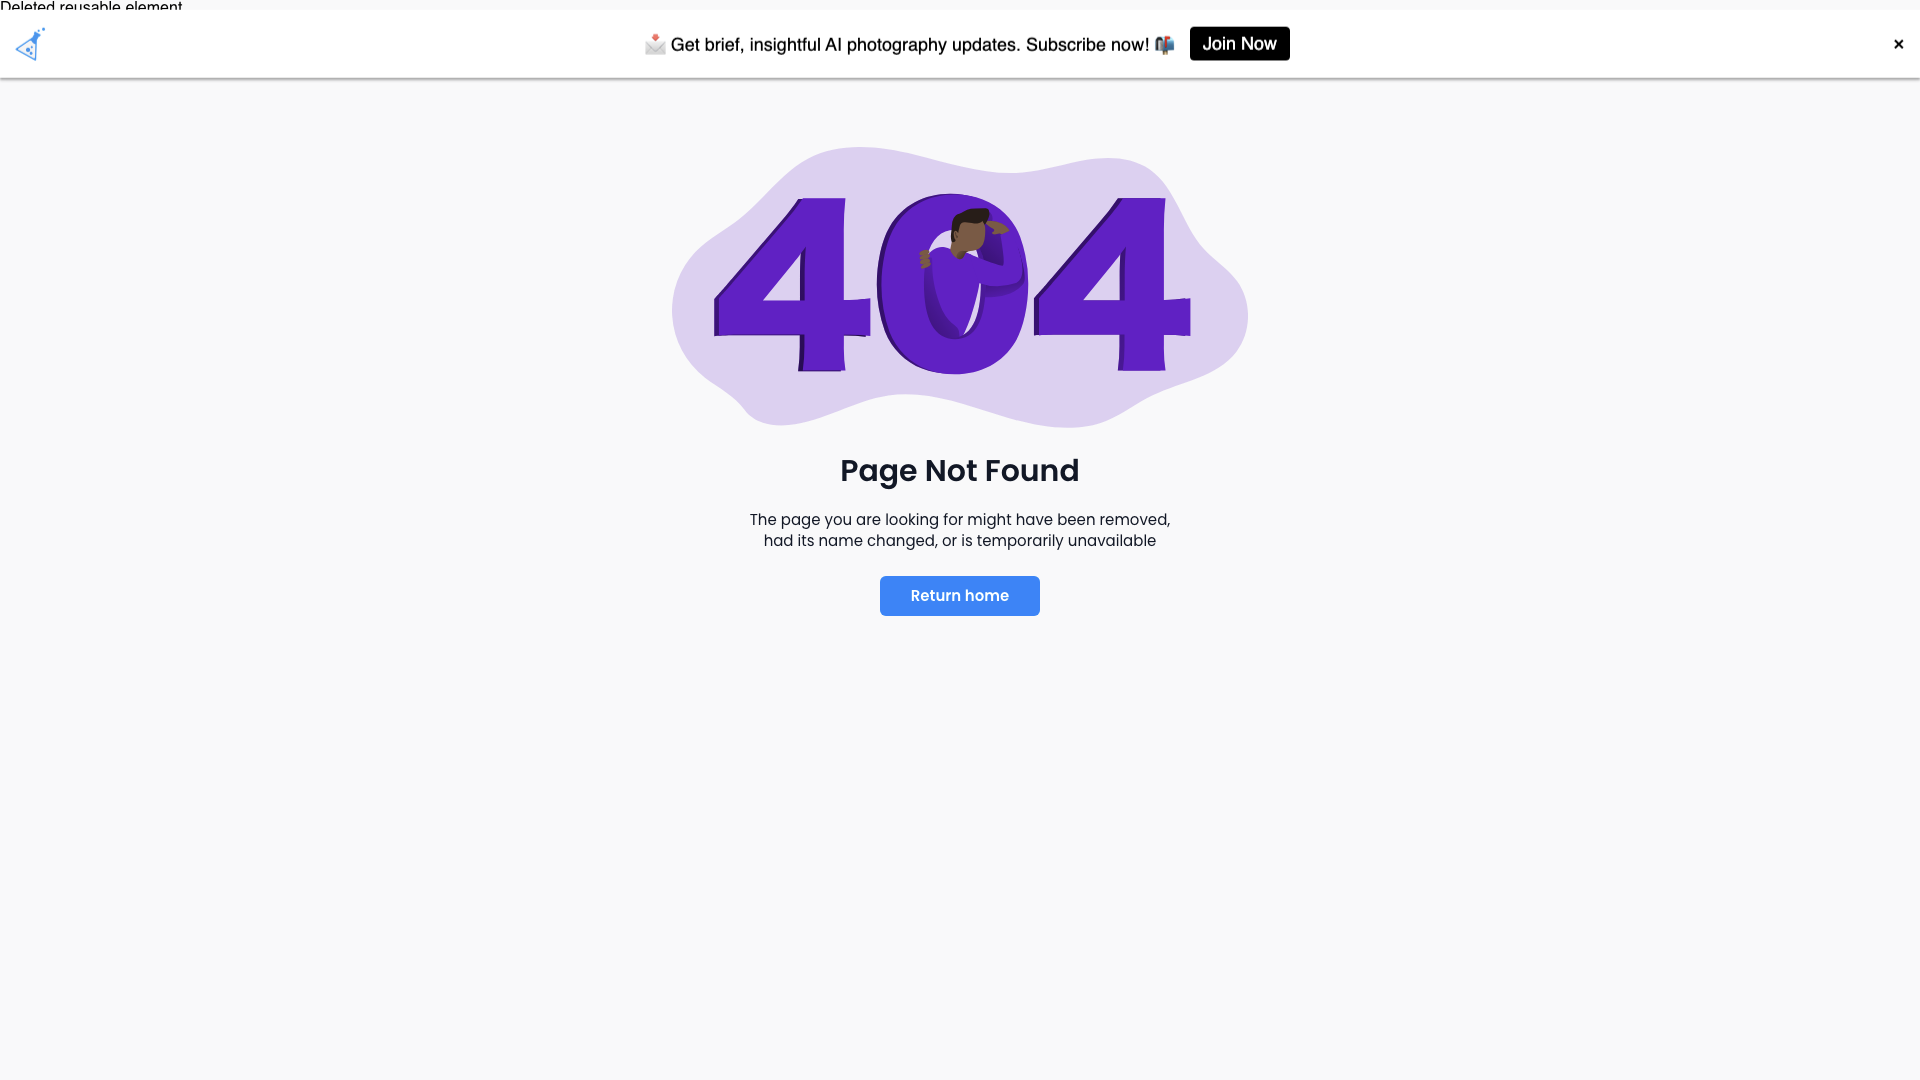 Deleted reusable element
Get brief, insightful AI photography updates. Subscribe now!
Join Now
×
404
Page Not Found
The page you are looking for might have been removed,
had its name changed, or is temporarily unavailable
Return home